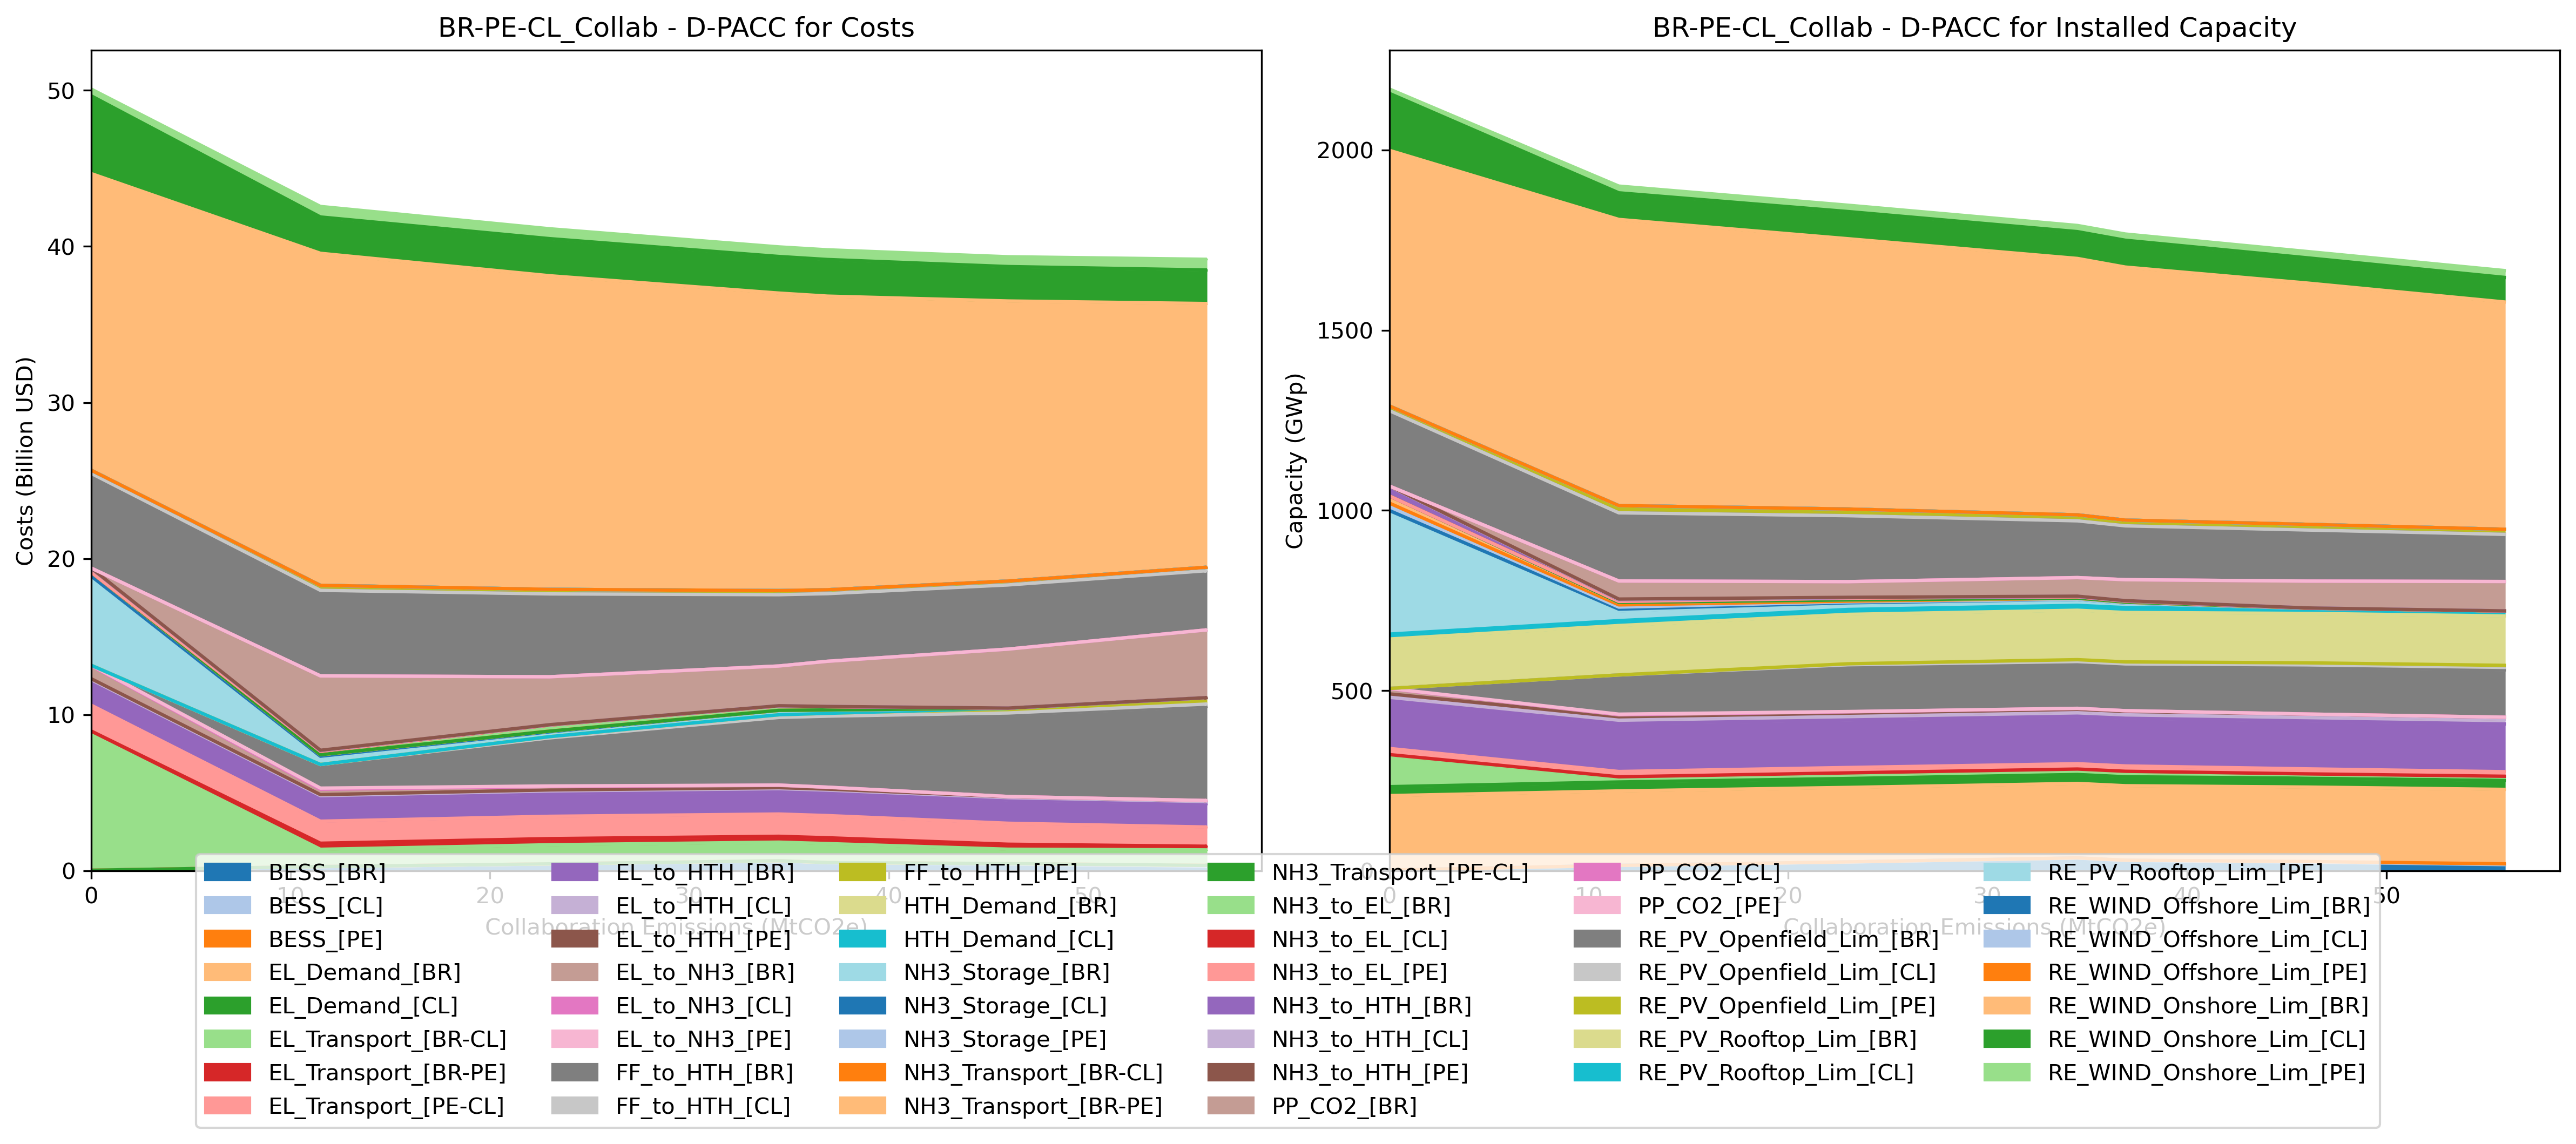 BR-PE-CL_Collab - D-PACC for Costs
50
40
30
20
10
0
Costs (Billion USD)
0
10
20
30
40
50
Collaboration Emissions (MtCO2e)
BR-PE-CL_Collab - D-PACC for Installed Capacity
2000
1500
1000
500
0
Capacity (GWp)
0
10
20
30
40
50
Collaboration Emissions (MtCO2e)
BESS_[BR]
BESS_[CL]
BESS_[PE]
EL_Demand_[BR]
EL_Demand_[CL]
EL_Transport_[BR-CL]
EL_Transport_[BR-PE]
EL_Transport_[PE-CL]
EL_to_HTH_[BR]
EL_to_HTH_[CL]
EL_to_HTH_[PE]
EL_to_NH3_[BR]
EL_to_NH3_[CL]
EL_to_NH3_[PE]
FF_to_HTH_[BR]
FF_to_HTH_[CL]
FF_to_HTH_[PE]
HTH_Demand_[BR]
HTH_Demand_[CL]
NH3_Storage_[BR]
NH3_Storage_[CL]
NH3_Storage_[PE]
NH3_Transport_[BR-CL]
NH3_Transport_[BR-PE]
NH3_Transport_[PE-CL]
NH3_to_EL_[BR]
NH3_to_EL_[CL]
NH3_to_EL_[PE]
NH3_to_HTH_[BR]
NH3_to_HTH_[CL]
NH3_to_HTH_[PE]
PP_CO2_[BR]
PP_CO2_[CL]
PP_CO2_[PE]
RE_PV_Openfield_Lim_[BR]
RE_PV_Openfield_Lim_[CL]
RE_PV_Openfield_Lim_[PE]
RE_PV_Rooftop_Lim_[BR]
RE_PV_Rooftop_Lim_[CL]
RE_PV_Rooftop_Lim_[PE]
RE_WIND_Offshore_Lim_[BR]
RE_WIND_Offshore_Lim_[CL]
RE_WIND_Offshore_Lim_[PE]
RE_WIND_Onshore_Lim_[BR]
RE_WIND_Onshore_Lim_[CL]
RE_WIND_Onshore_Lim_[PE]